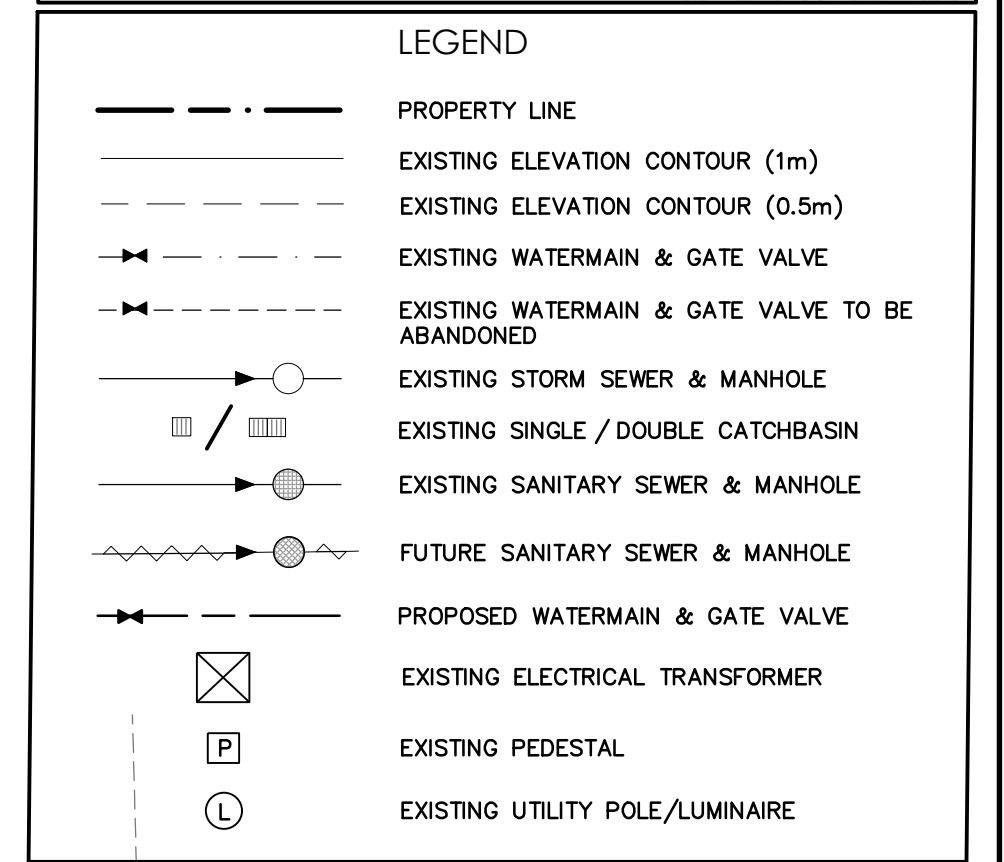 LEGEND
PROPERTY LINE
EXISTING ELEVATION CONTOUR (1m)
EXISTING ELEVATION CONTOUR (0.5m)
EXISTING WATERMAIN & GATE VALVE
EXISTING WATERMAIN & GATE VALVE TO BE
ABANDONED
EXISTING STORM SEWER & MANHOLE
EXISTING SINGLE / DOUBLE CATCHBASIN
EXISTING SANITARY SEWER & MANHOLE
FUTURE SANITARY SEWER & MANHOLE
PROPOSED WATERMAIN & GATE VALVE
EXISTING ELECTRICAL TRANSFORMER
P EXISTING PEDESTAL
L EXISTING UTILITY POLE/LUMINAIRE